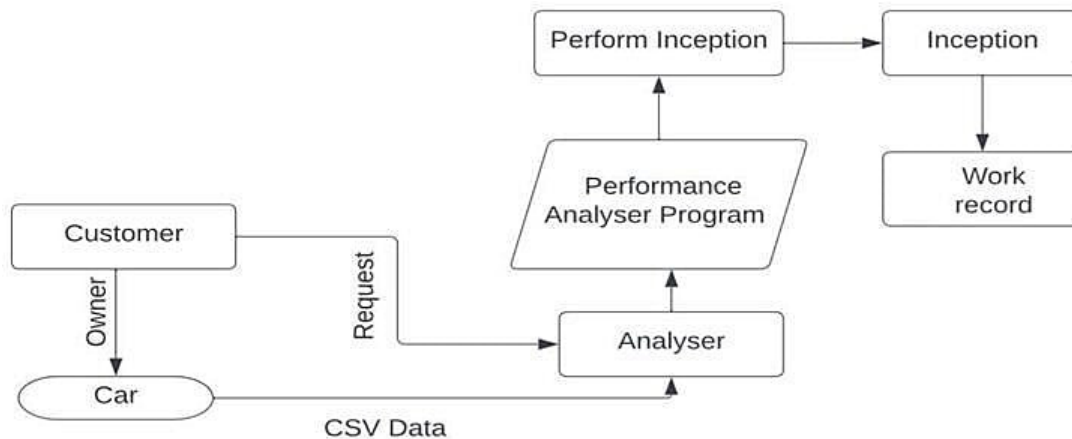 Perform Inception
Inception
Performance
Analyser Program
Work
record
Customer
Owner
Request
Analyser
Car
CSV Data